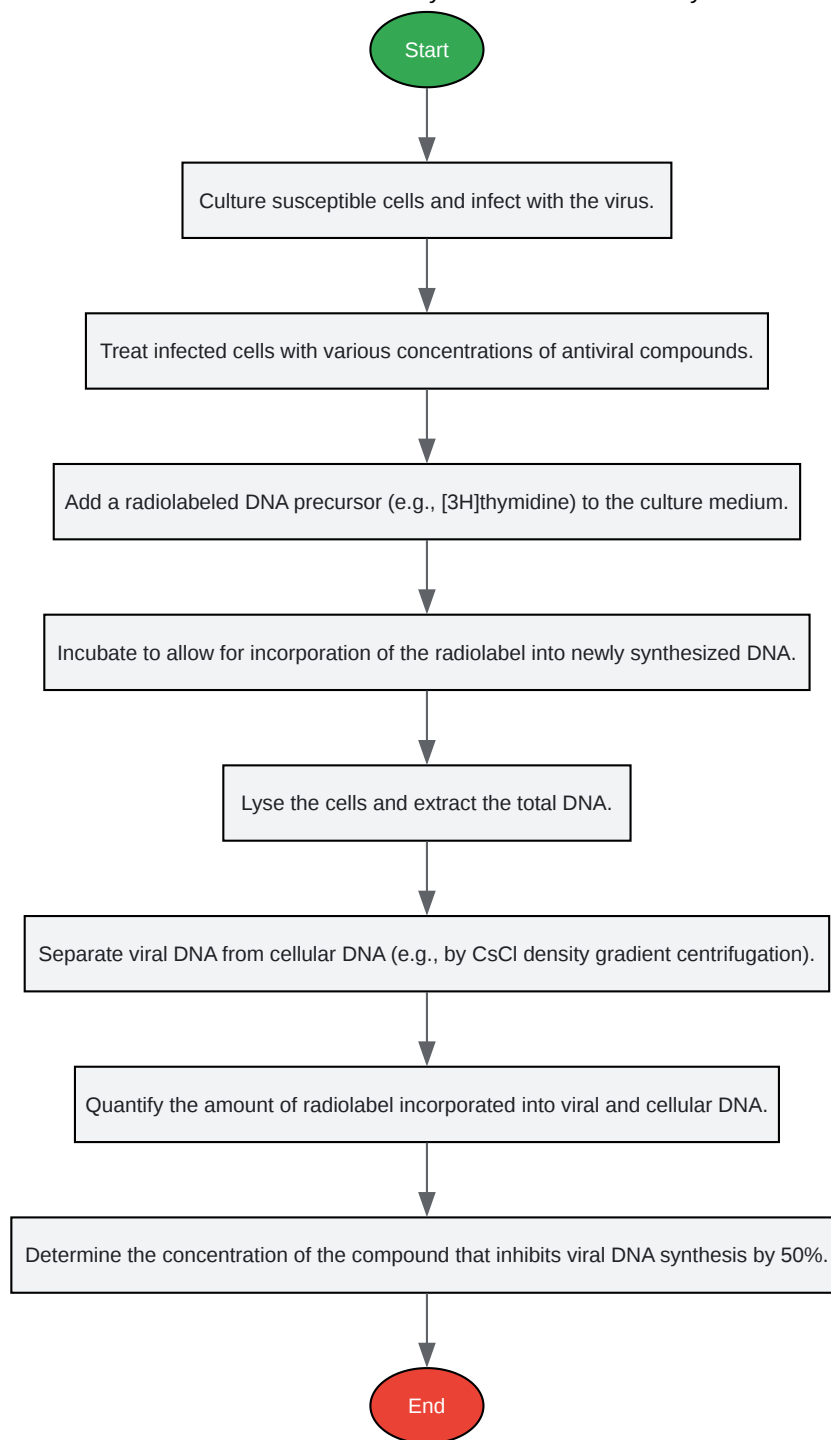 Start
Culture susceptible cells and infect with the virus.
Treat infected cells with various concentrations of antiviral compounds.
Add a radiolabeled DNA precursor (e.g., [3H]thymidine) to the culture medium.
Incubate to allow for incorporation of the radiolabel into newly synthesized DNA.
Lyse the cells and extract the total DNA.
Separate viral DNA from cellular DNA (e.g., by CsCl density gradient centrifugation).
Quantify the amount of radiolabel incorporated into viral and cellular DNA.
Determine the concentration of the compound that inhibits viral DNA synthesis by 50%.
End